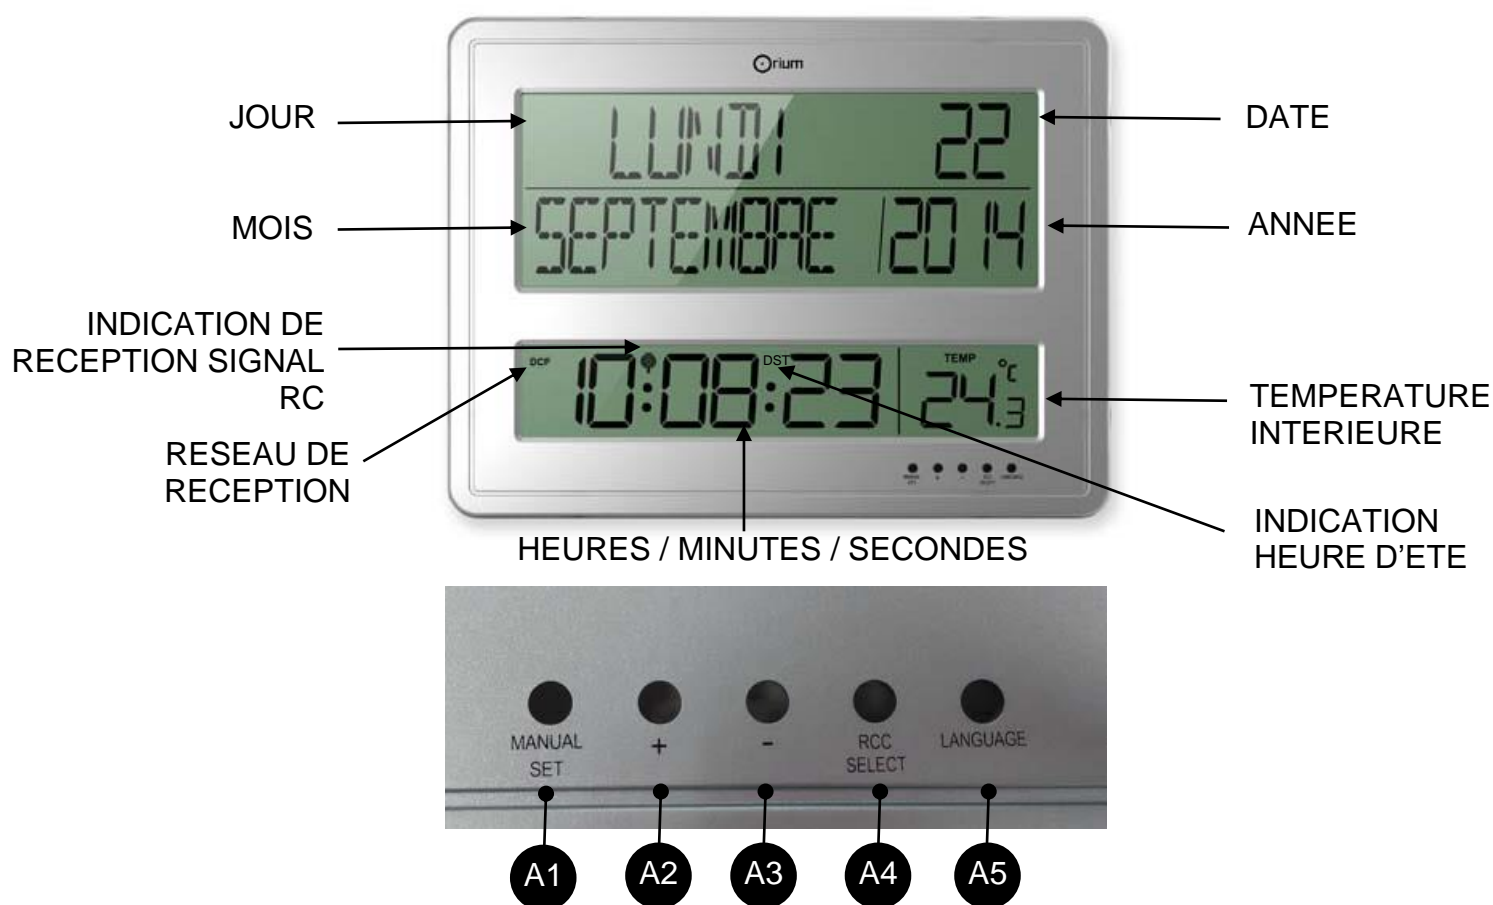 Orium
JOUR
LUNDI 22
DATE
MOIS
SEPTEMBRE 2014
ANNEE
INDICATION DE
RECEPTION SIGNAL
RC
DCF
10:08:23
DST
TEMP
24.3 °C
TEMPERATURE
INTERIEURE
RESEAU DE
RECEPTION
+ -
HEURES / MINUTES / SECONDES
INDICATION
HEURE D'ETE
MANUAL
SET
+
-
RCC
SELECT
LANGUAGE
A1 A2 A3 A4 A5